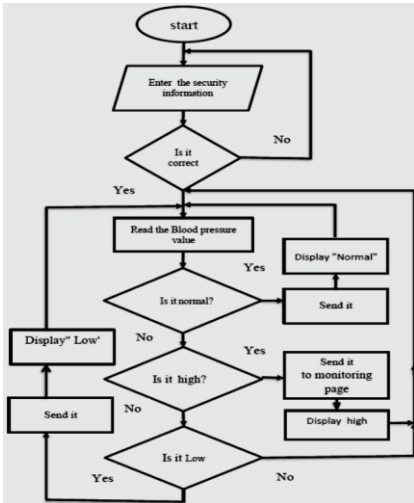 start
Enter the security
information
No
Is it
correct
Yes
Read the Blood pressure
value
Display "Normal"
Yes
Is it normal?
Send it
Display" Low'
No
Yes
Send it
to monitoring
page
Is it high?
Send it
No
Display high
Is it Low
Yes
No